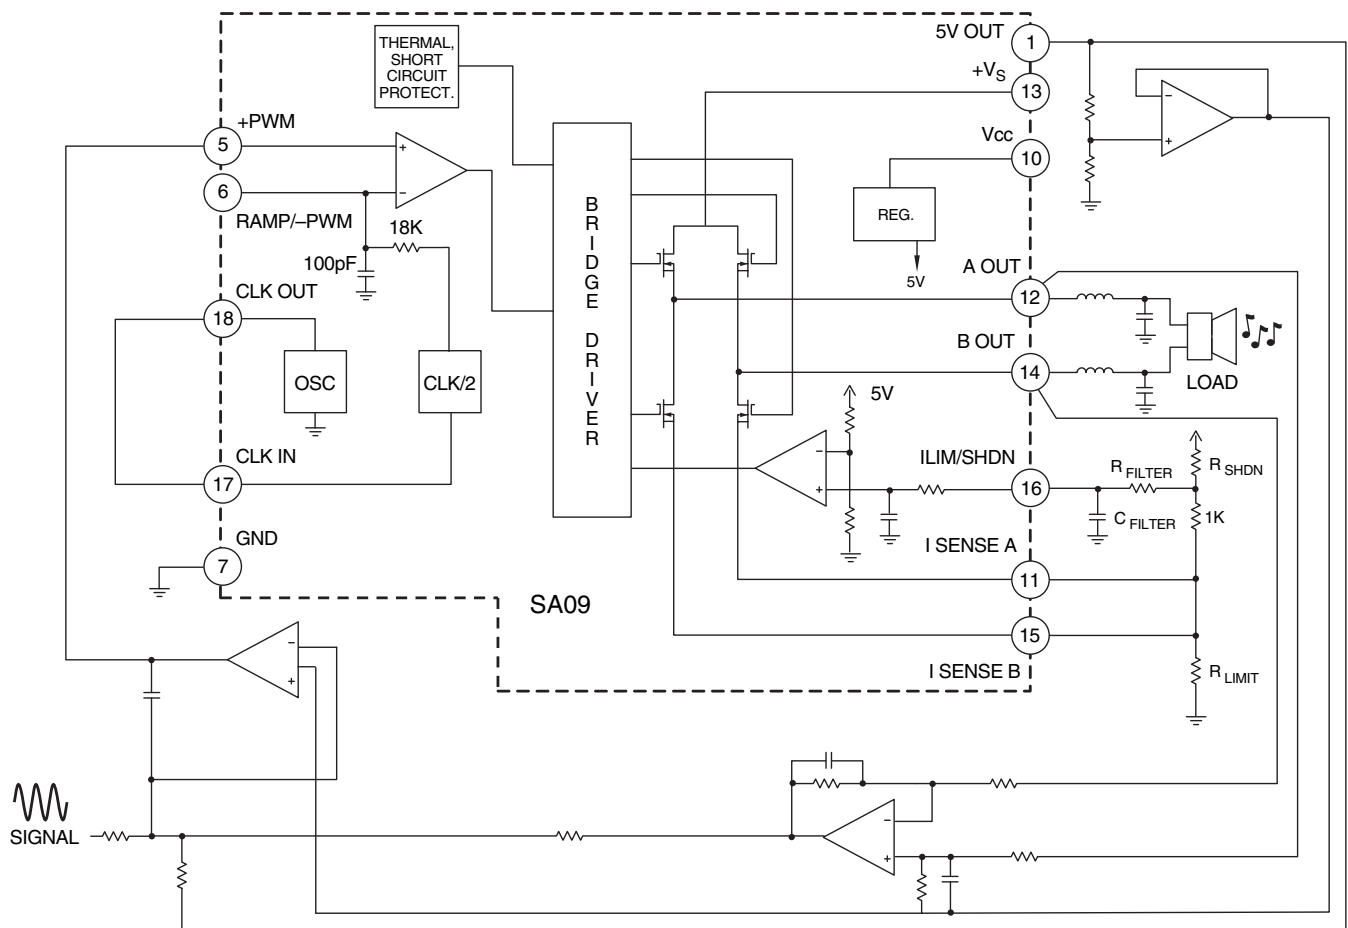 THERMAL,
SHORT
CIRCUIT
PROTECT.
5V OUT
1
+VS
13
+PWM
5
+
−
Vcc
10
−
+
6
RAMP/–PWM
18K
100pF
BRIDGE DRIVER
REG.
5V
A OUT
12
CLK OUT
18
OSC
CLK/2
B OUT
14
LOAD
5V
CLK IN
17
−
+
ILIM/SHDN
16
R FILTER
R SHDN
C FILTER
1K
GND
7
I SENSE A
11
SA09
15
I SENSE B
R LIMIT
−
+
SIGNAL
−
+